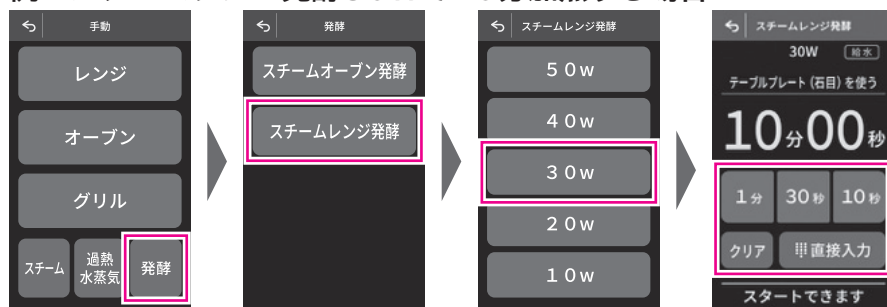 手動
レンジ
オーブン
グリル
スチーム
過熱
水蒸気
発酵
発酵
スチームオーブン発酵
スチームレンジ発酵
スチームレンジ発酵
５０w
４０w
３０w
２０w
１０w
スチームレンジ発酵
30W
給水
テーブルプレート(石目)を使う
10分00秒
1分 30秒 10秒
クリア 直接入力
スタートできます